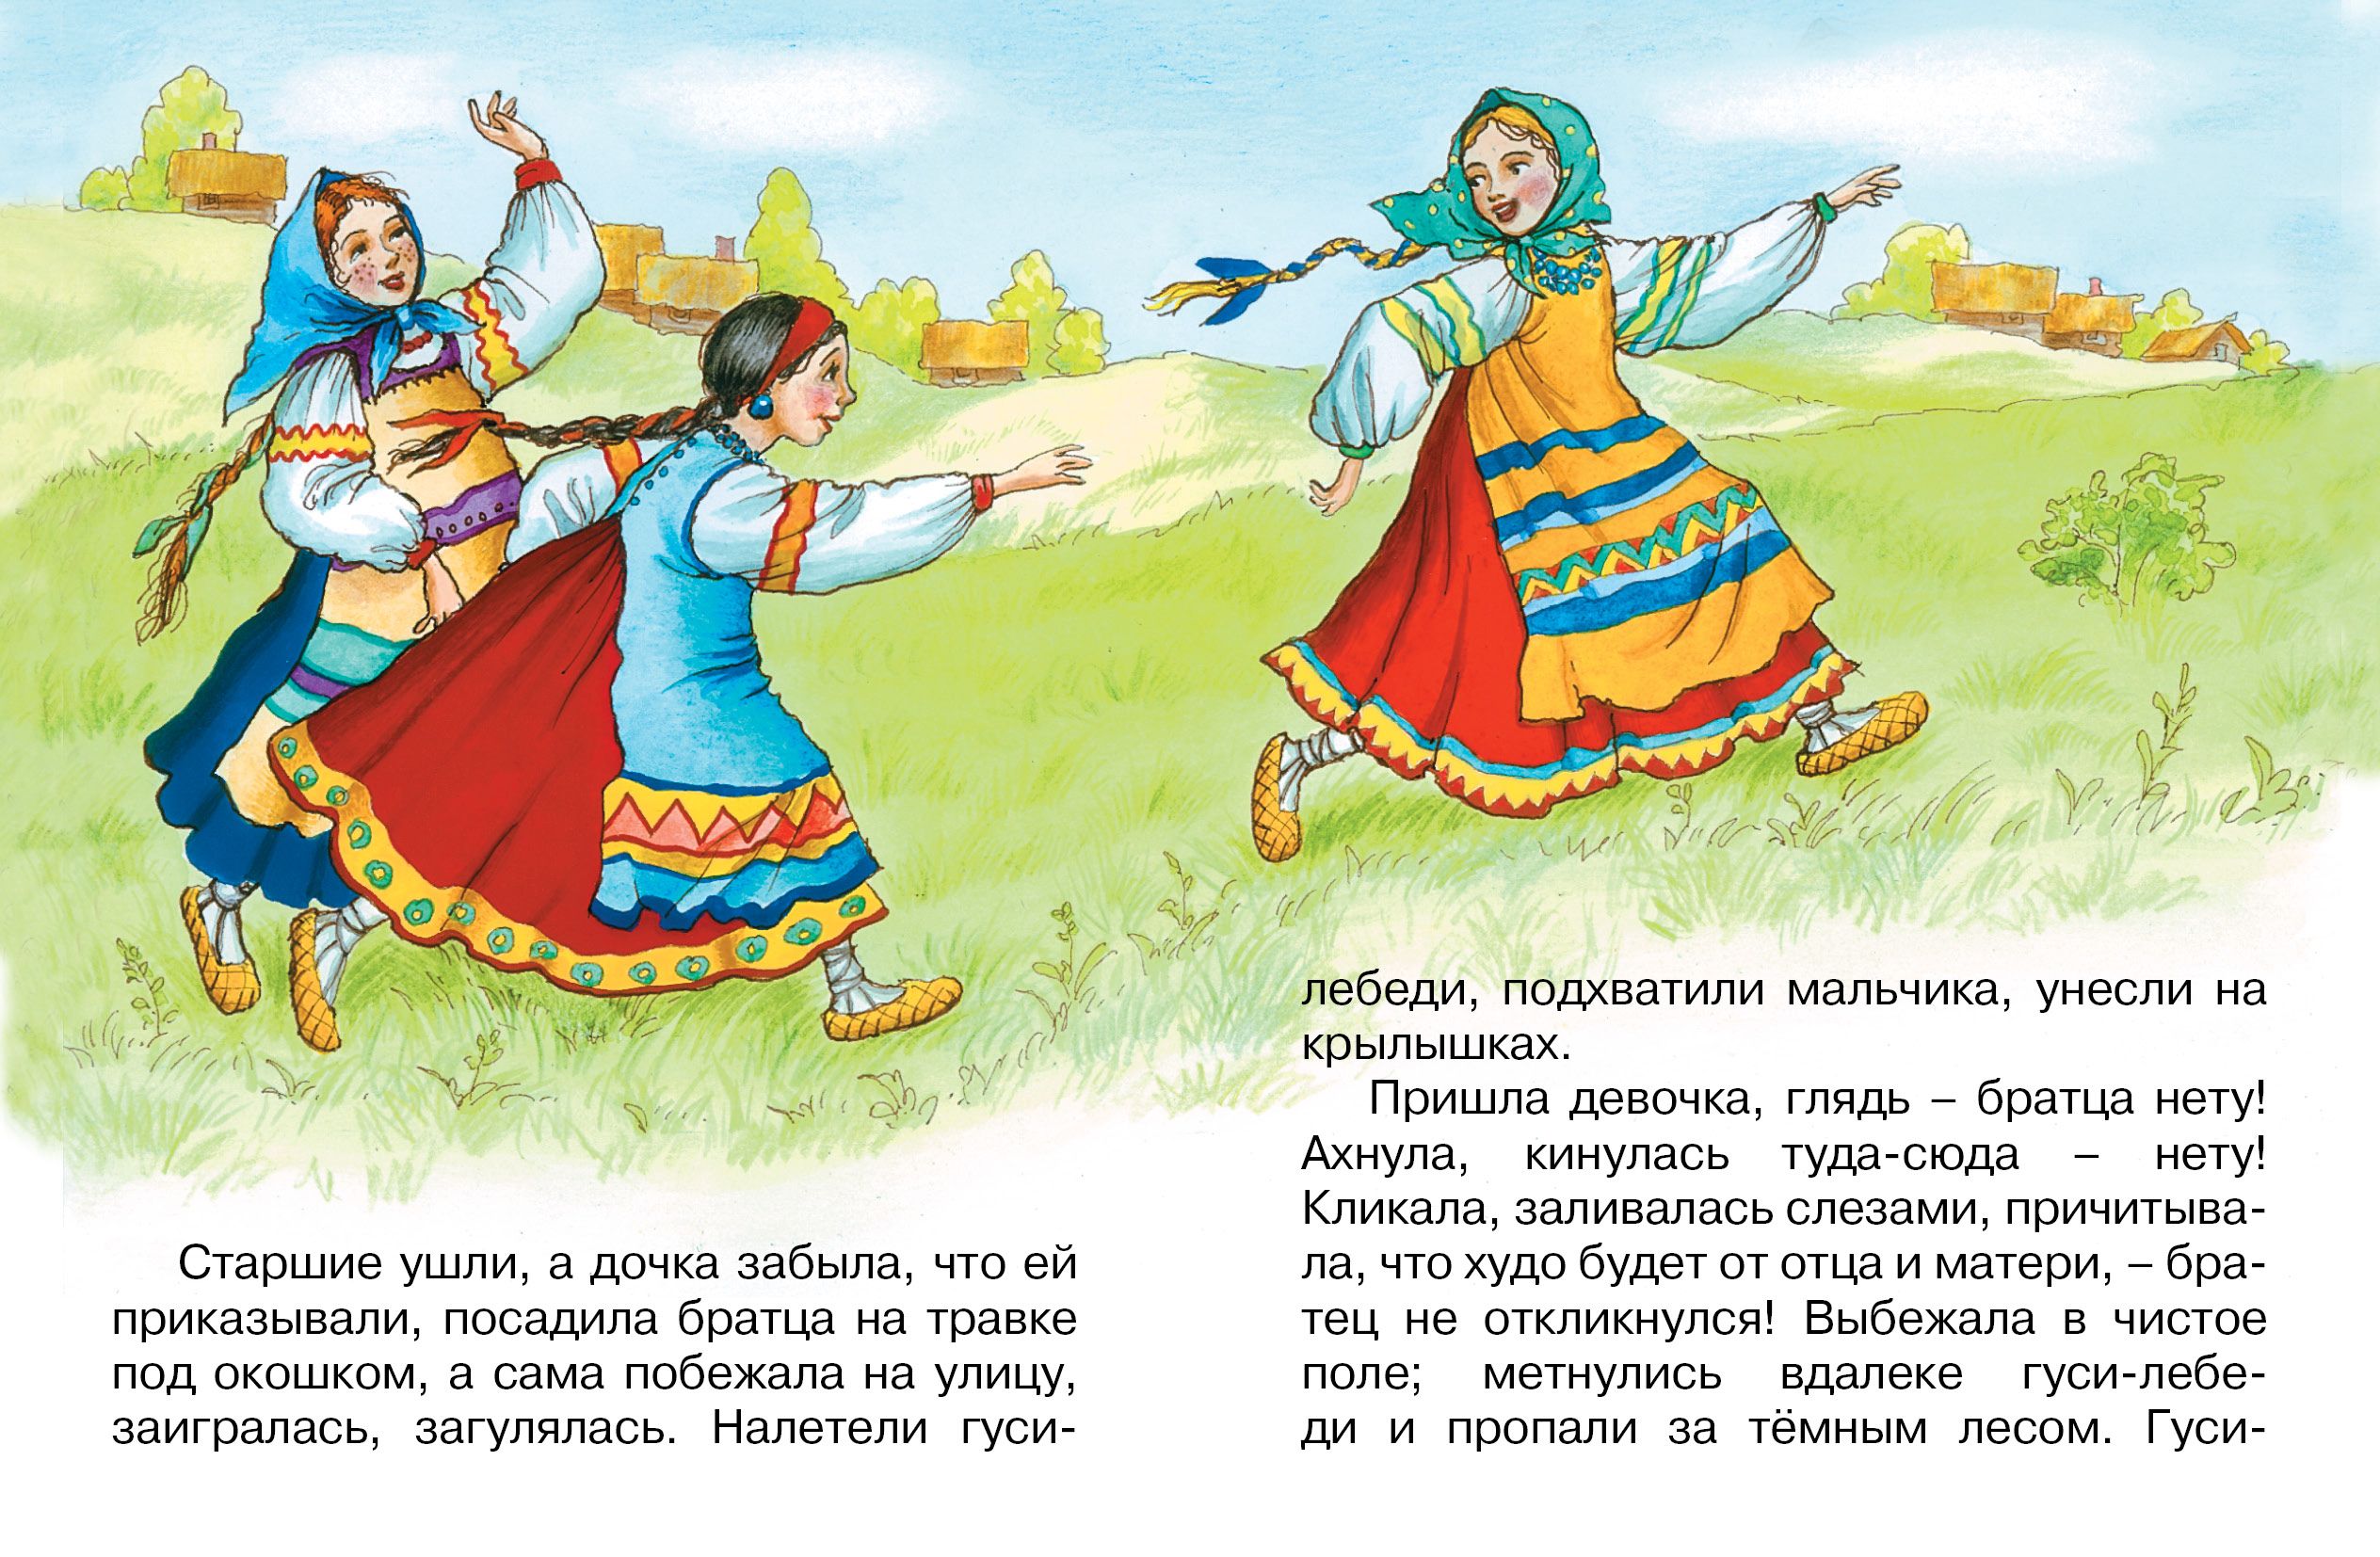 Старшие ушли, а дочка забыла, что ей
приказывали, посадила братца на травке
под окошком, а сама побежала на улицу,
заигралась, загулялась. Налетели гуси-
лебеди, подхватили мальчика, унесли на
крылышках.
Пришла девочка, глядь – братца нету!
Ахнула, кинулась туда-сюда – нету!
Кликала, заливалась слезами, причитыва-
ла, что худо будет от отца и матери, – бра-
тец не откликнулся! Выбежала в чистое
поле; метнулись вдалеке гуси-лебе-
ди и пропали за тёмным лесом. Гуси-